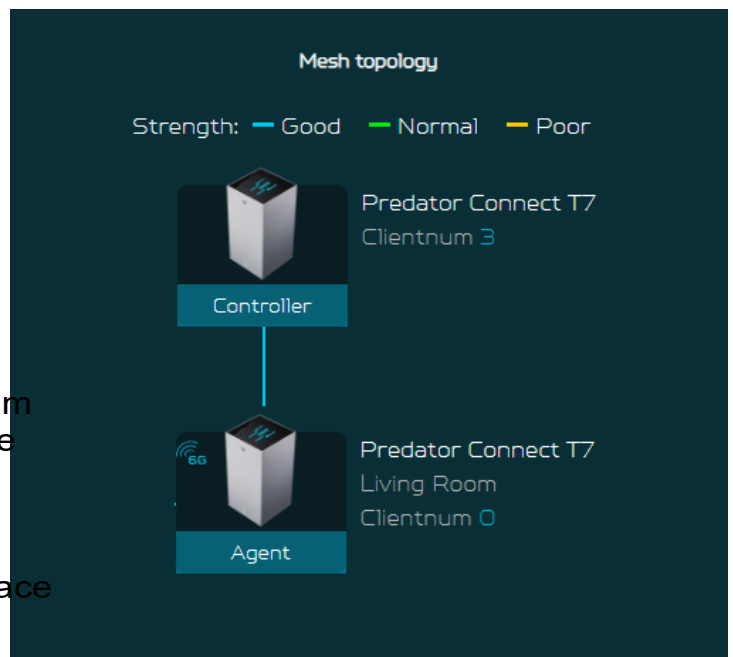 Mesh topology
Strength: Good Normal Poor
Predator Connect T7
Clientnum 3
Controller
m
e
6G
Predator Connect T7
Living Room
Clientnum 0
Agent
ace